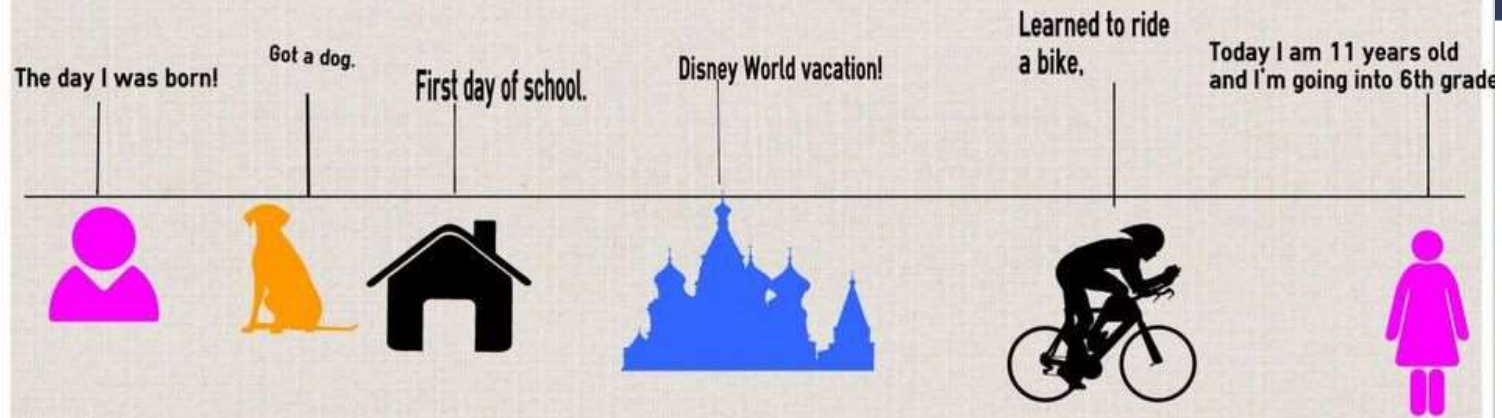 The day I was born!
Got a dog.
First day of school.
Disney World vacation!
Learned to ride
a bike,
Today I am 11 years old
and I'm going into 6th grade